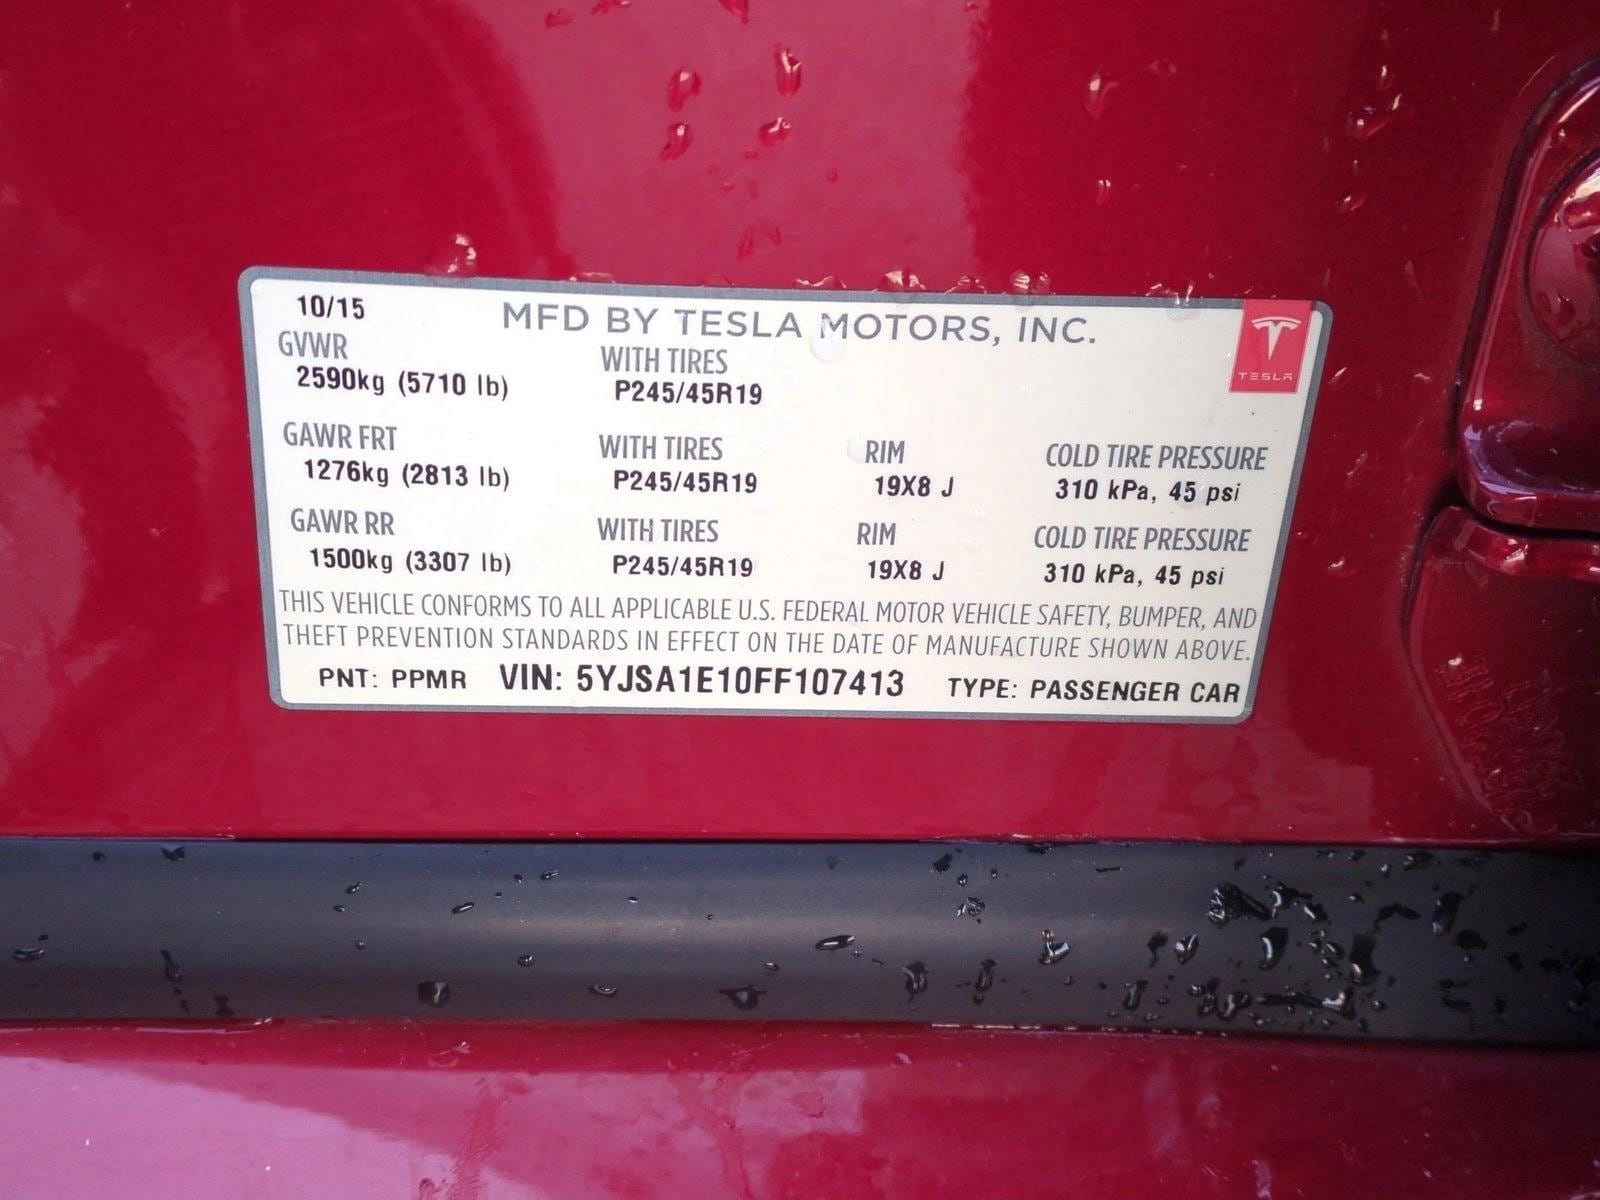 10/15 MFD BY TESLA MOTORS, INC.
TESLA
GVWR WITH TIRES
2590kg (5710 lb) P245/45R19
GAWR FRT WITH TIRES RIM COLD TIRE PRESSURE
1276kg (2813 lb) P245/45R19 19X8 J 310 kPa, 45 psi
GAWR RR WITH TIRES RIM COLD TIRE PRESSURE
1500kg (3307 lb) P245/45R19 19X8 J 310 kPa, 45 psi
THIS VEHICLE CONFORMS TO ALL APPLICABLE U.S. FEDERAL MOTOR VEHICLE SAFETY, BUMPER, AND
THEFT PREVENTION STANDARDS IN EFFECT ON THE DATE OF MANUFACTURE SHOWN ABOVE.
PNT: PPMR VIN: 5YJSA1E10FF107413 TYPE: PASSENGER CAR